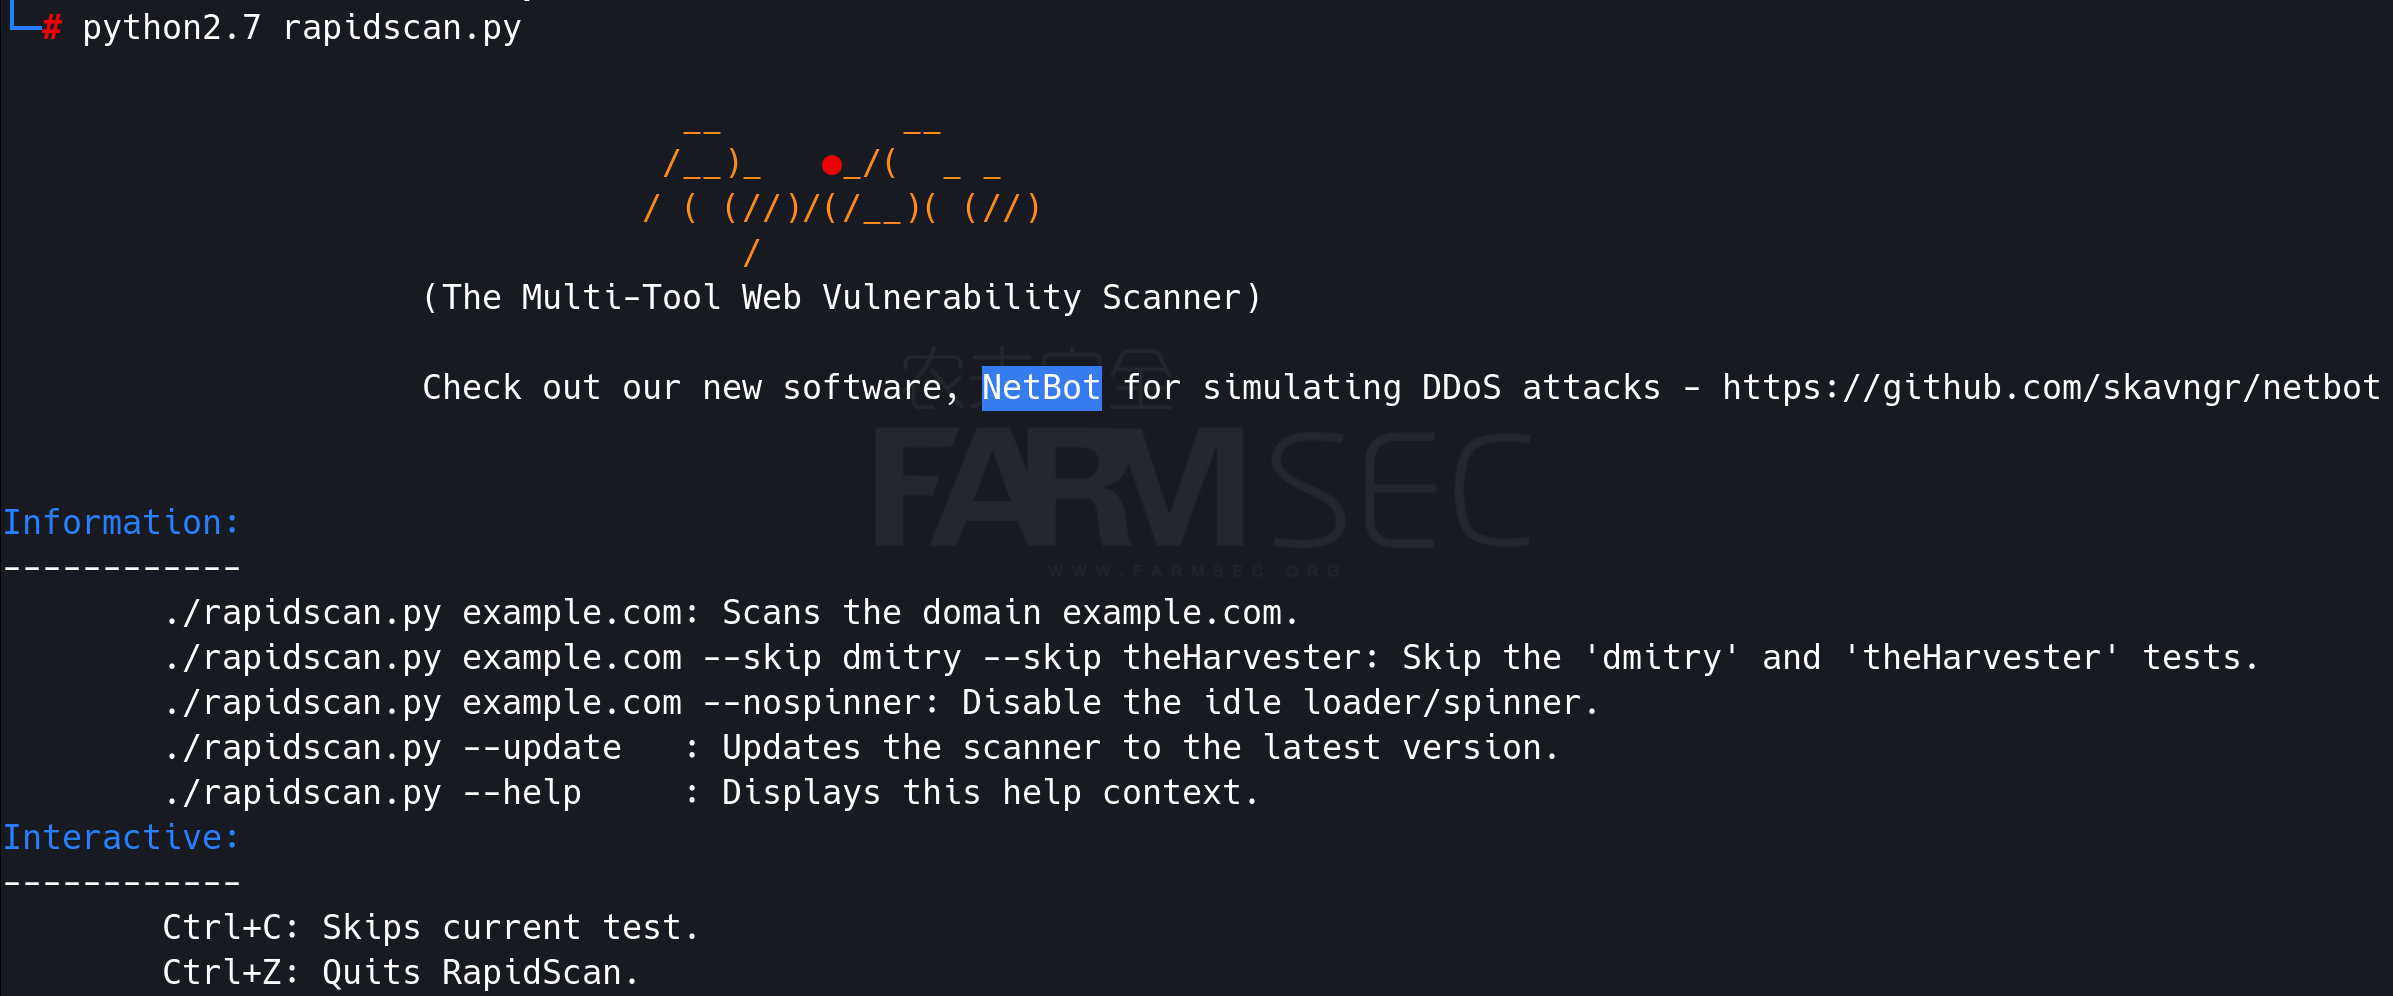 # python2.7 rapidscan.py
                                  __         __
                                 /__)_   ●_/(  _ _
                                / ( (//)/(/__)( (//)
                                     /
                     (The Multi-Tool Web Vulnerability Scanner)
农夫安全
                     Check out our new software, NetBot for simulating DDoS attacks - https://github.com/skavngr/netbot
FARMSEC
Information:
------------
WWW.FARMSEC.ORG
        ./rapidscan.py example.com: Scans the domain example.com.
        ./rapidscan.py example.com --skip dmitry --skip theHarvester: Skip the 'dmitry' and 'theHarvester' tests.
        ./rapidscan.py example.com --nospinner: Disable the idle loader/spinner.
        ./rapidscan.py --update   : Updates the scanner to the latest version.
        ./rapidscan.py --help     : Displays this help context.
Interactive:
------------
        Ctrl+C: Skips current test.
        Ctrl+Z: Quits RapidScan.